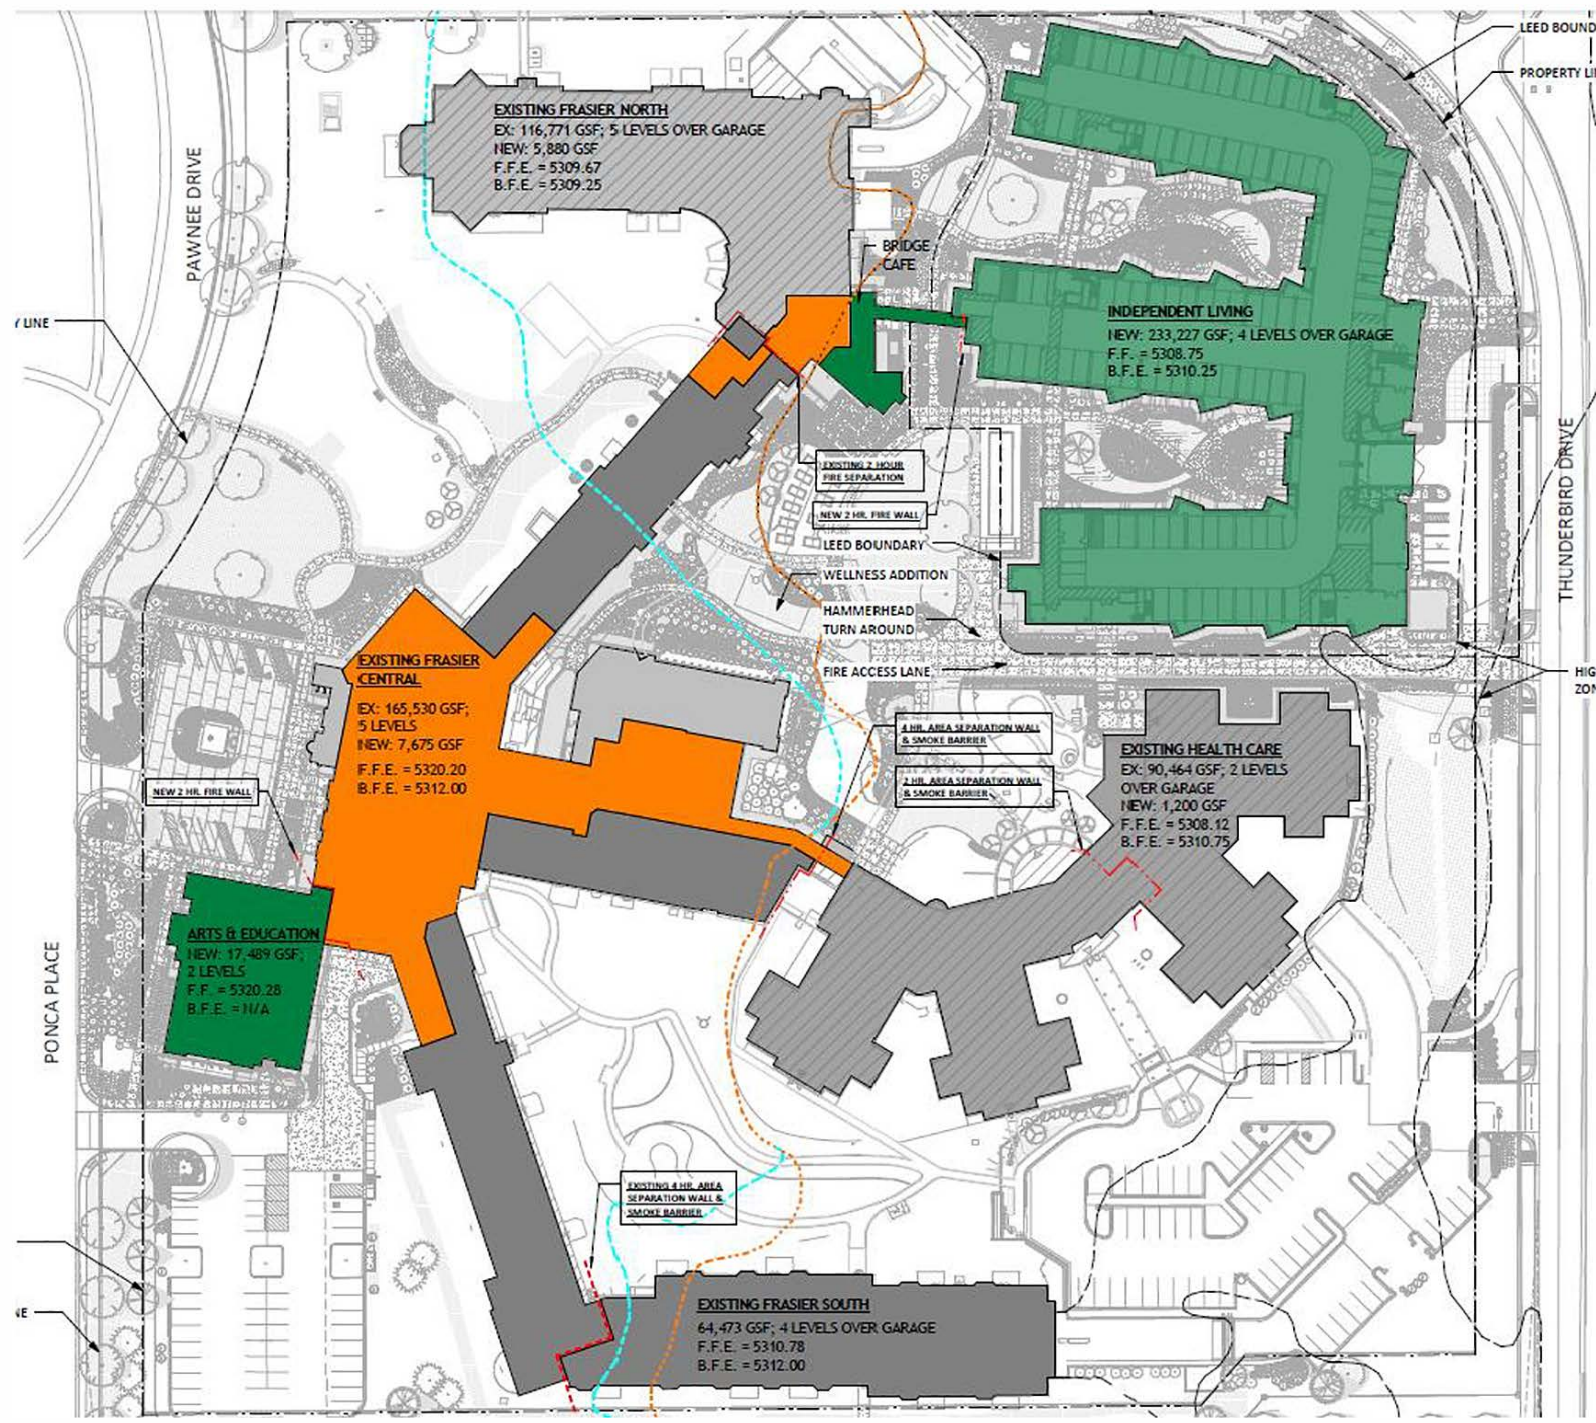 LEED BOUND
PROPERTY LI
EXISTING FRASIER NORTH
EX: 116,771 GSF; 5 LEVELS OVER GARAGE
NEW: 5,880 GSF
F.F.E. = 5309.67
B.F.E. = 5309.25
PAWNEE DRIVE
BRIDGE
CAFE
Y LINE
INDEPENDENT LIVING
NEW: 233,227 GSF; 4 LEVELS OVER GARAGE
F.F. = 5308.75
B.F.E. = 5310.25
THUNDERBIRD DRIVE
EXISTING 2 HOUR
FIRE SEPARATION
NEW 2 HR. FIRE WALL
LEED BOUNDARY
WELLNESS ADDITION
HAMMERHEAD
TURN AROUND
FIRE ACCESS LANE
HIG
ZON
EXISTING FRASIER
CENTRAL
EX: 165,530 GSF;
5 LEVELS
NEW: 7,675 GSF
F.F.E. = 5320.20
B.F.E. = 5312.00
NEW 2 HR. FIRE WALL
4 HR. AREA SEPARATION WALL
& SMOKE BARRIER
2 HR. AREA SEPARATION WALL
& SMOKE BARRIER
EXISTING HEALTH CARE
EX: 90,464 GSF; 2 LEVELS
OVER GARAGE
NEW: 1,200 GSF
F.F.E. = 5308.12
B.F.E. = 5310.75
ARTS & EDUCATION
NEW: 17,489 GSF;
2 LEVELS
F.F. = 5320.28
B.F.E. = N/A
PONCA PLACE
EXISTING 4 HR. AREA
SEPARATION WALL &
SMOKE BARRIER
NE
EXISTING FRASIER SOUTH
64,473 GSF; 4 LEVELS OVER GARAGE
F.F.E. = 5310.78
B.F.E. = 5312.00